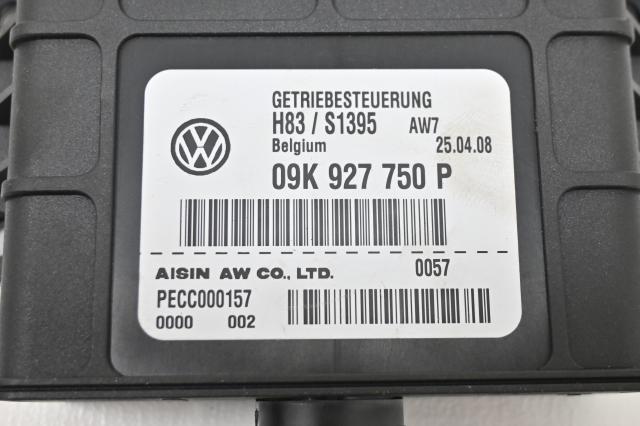 GETRIEBESTEUERUNG
H83 / S1395 AW7
Belgium 25.04.08
09K 927 750 P
AISIN AW CO., LTD. 0057
PECC000157
0000 002